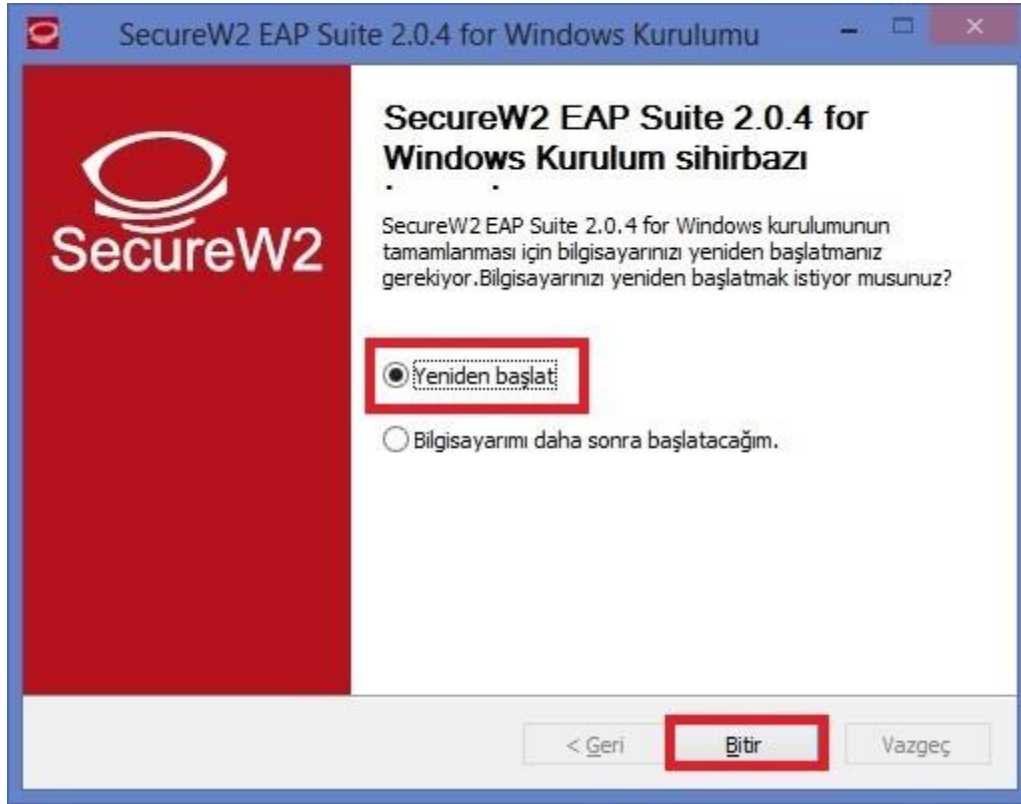 SecureW2 EAP Suite 2.0.4 for Windows Kurulumu
SecureW2
SecureW2 EAP Suite 2.0.4 for
Windows Kurulum sihirbazı
SecureW2 EAP Suite 2.0.4 for Windows kurulumunun
tamamlanması için bilgisayarınızı yeniden başlatmanız
gerekiyor.Bilgisayarınızı yeniden başlatmak istiyor musunuz?
Yeniden başlat
Bilgisayarımı daha sonra başlatacağım.
< Geri
Bitir
Vazgeç